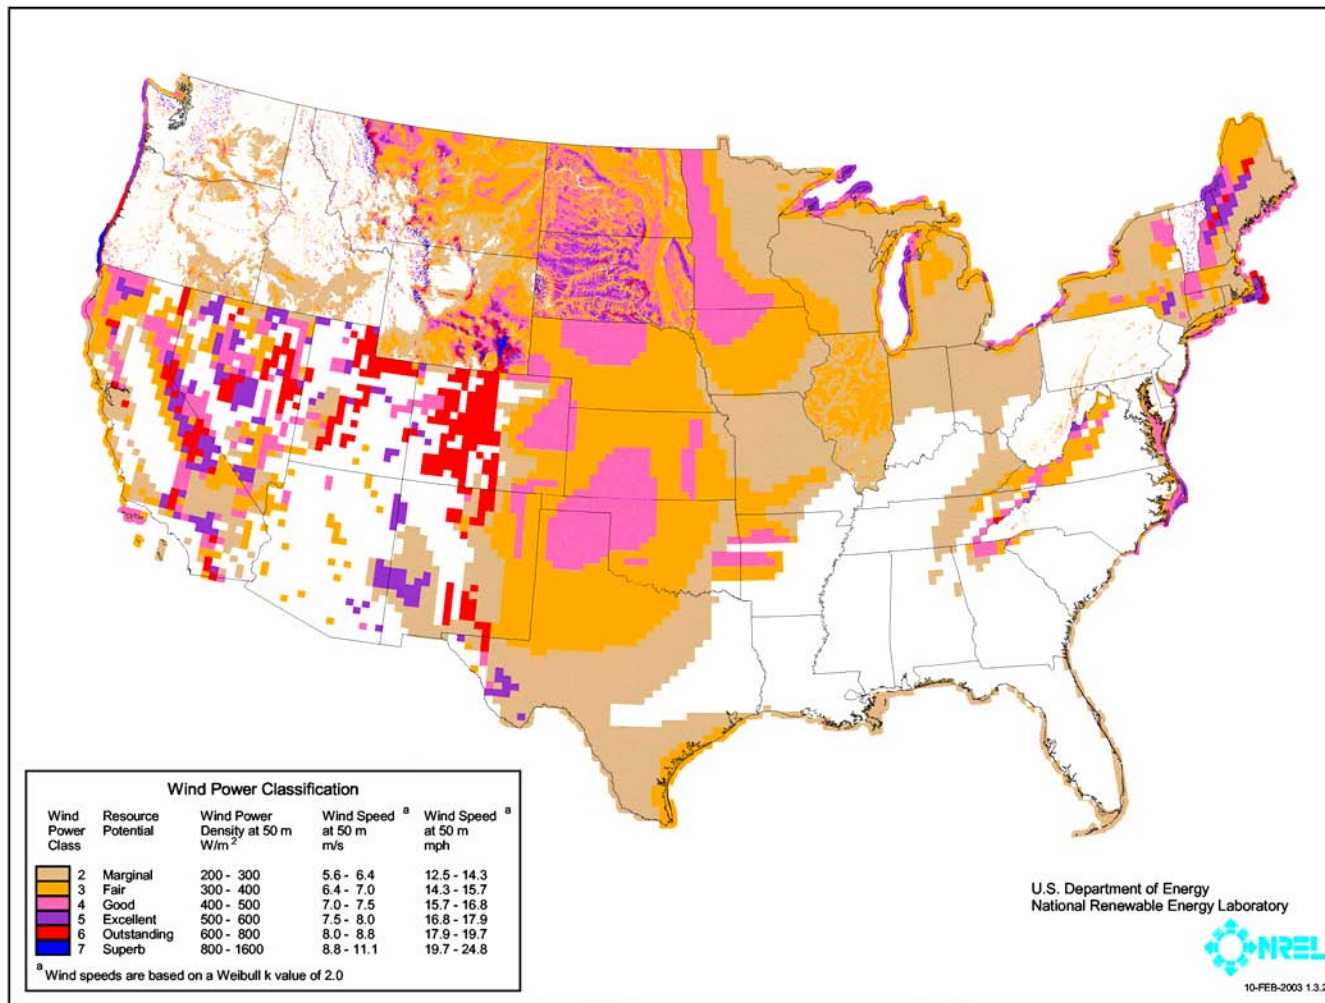 Wind Power Classification
Wind Power Class Resource Potential Wind Power Density at 50 m W/m2 Wind Speed a at 50 m m/s Wind Speed a at 50 m mph
2 Marginal 200 - 300 5.6 - 6.4 12.5 - 14.3
3 Fair 300 - 400 6.4 - 7.0 14.3 - 15.7
4 Good 400 - 500 7.0 - 7.5 15.7 - 16.8
5 Excellent 500 - 600 7.5 - 8.0 16.8 - 17.9
6 Outstanding 600 - 800 8.0 - 8.8 17.9 - 19.7
7 Superb 800 - 1600 8.8 - 11.1 19.7 - 24.8
a Wind speeds are based on a Weibull k value of 2.0
U.S. Department of Energy
National Renewable Energy Laboratory
NREL
10-FEB-2003 1.3.2